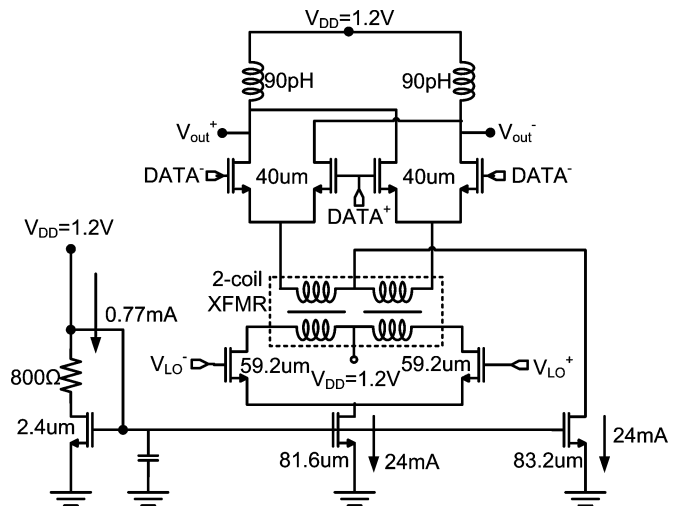 V_DD=1.2V
90pH 90pH
V_out^+ V_out^-
DATA^- 40um 40um DATA^-
DATA^+
V_DD=1.2V
2-coil
XFMR
0.77mA
V_LO^- 59.2um 59.2um V_LO^+
V_DD=1.2V
800Ω
2.4um
81.6um 24mA 83.2um 24mA